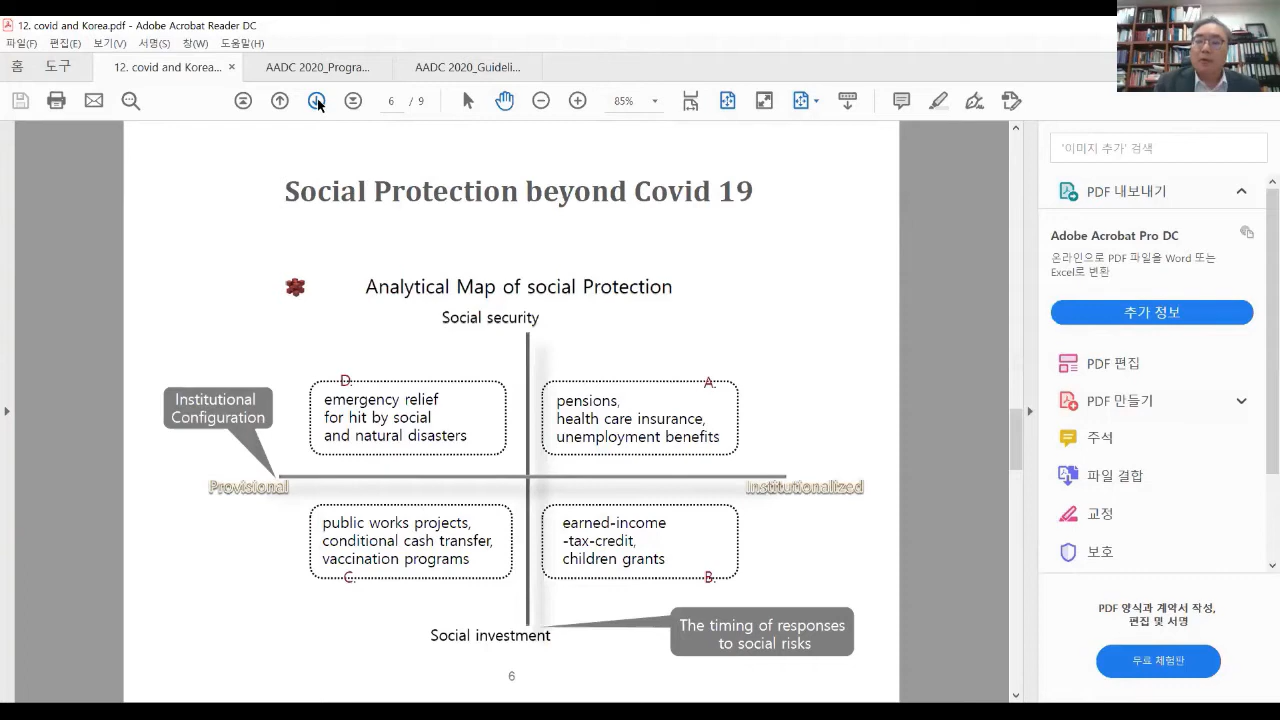 12. covid and Korea.pdf - Adobe Acrobat Reader DC
파일(F) 편집(E) 보기(V) 서명(S) 창(W) 도움말(H)
홈 도구 12. covid and Korea... × AADC 2020_Progra... AADC 2020_Guideli...
6 / 9 85%
Social Protection beyond Covid 19
Analytical Map of social Protection
Social security
Institutional
Configuration
D.
emergency relief
for hit by social
and natural disasters
A.
pensions,
health care insurance,
unemployment benefits
Provisional
Institutionalized
public works projects,
conditional cash transfer,
vaccination programs
C.
earned-income
-tax-credit,
children grants
B.
Social investment
The timing of responses
to social risks
6
'이미지 추가' 검색
PDF 내보내기
Adobe Acrobat Pro DC
온라인으로 PDF 파일을 Word 또는
Excel로 변환
추가 정보
PDF 편집
PDF 만들기
주석
파일 결합
교정
보호
PDF 양식과 계약서 작성,
편집 및 서명
무료 체험판